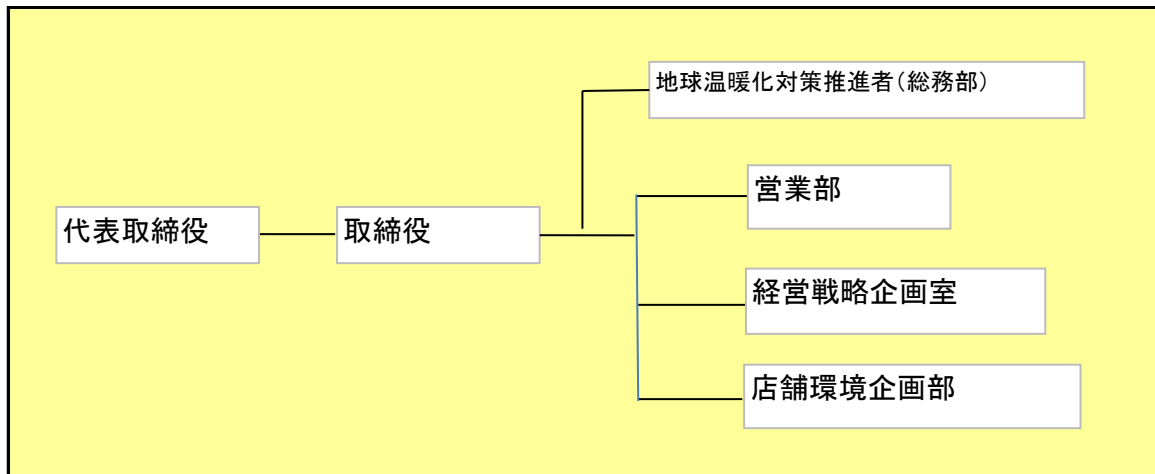 地球温暖化対策推進者(総務部)
営業部
代表取締役
取締役
経営戦略企画室
店舗環境企画部